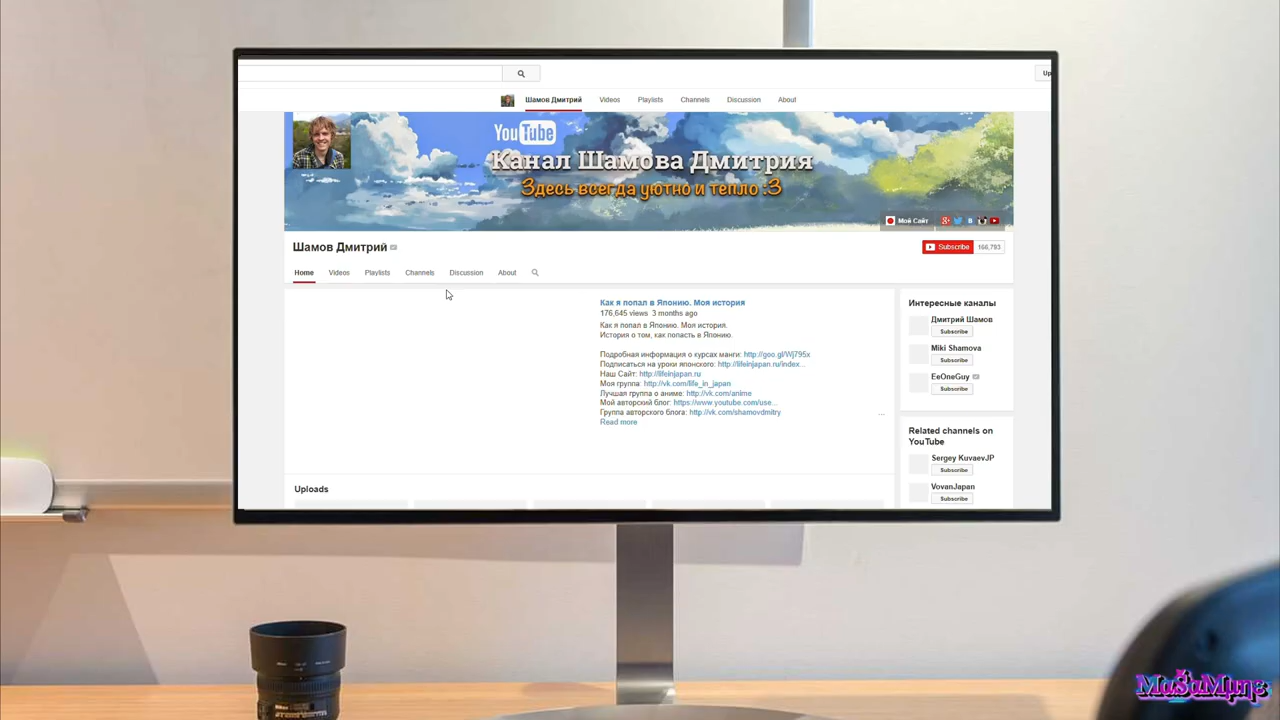 Up
Шамов Дмитрий Videos Playlists Channels Discussion About
YouTube
Канал Шамова Дмитрия
Здесь всегда уютно и тепло :3
Мой Сайт
Шамов Дмитрий
Subscribe 166,793
Home Videos Playlists Channels Discussion About
Как я попал в Японию. Моя история
176,645 views 3 months ago
Как я попал в Японию. Моя история.
История о том, как попасть в Японию.
Подробная информация о курсах манги: http://goo.gl/Wj795x
Подписаться на уроки японского: http://lifeinjapan.ru/index...
Наш Сайт: http://lifeinjapan.ru
Моя группа: http://vk.com/life_in_japan
Лучшая группа о аниме: http://vk.com/anime
Мой авторский блог: https://www.youtube.com/use...
Группа авторского блога: http://vk.com/shamovdmitry
...
Read more
Uploads
Интересные каналы
Дмитрий Шамов
Subscribe
Miki Shamova
Subscribe
EeOneGuy
Subscribe
Related channels on
YouTube
Sergey KuvaevJP
Subscribe
VovanJapan
Subscribe
MaSaMune